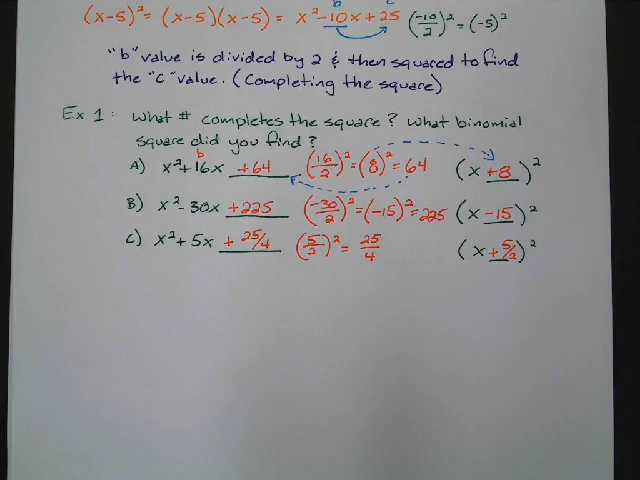 (x-5)² = (x-5)(x-5) = x² -10x + 25 (-10/2)² = (-5)²
b c
"b" value is divided by 2 & then squared to find
the "c" value. (Completing the square)
Ex 1: What # completes the square? What binomial
square did you find?
b
A) x² + 16x +64 (16/2)² = (8)² = 64 (x +8)²
B) x² - 30x +225 (-30/2)² = (-15)² = 225 (x -15)²
C) x² + 5x + 25/4 (5/2)² = 25/4 (x +5/2)²